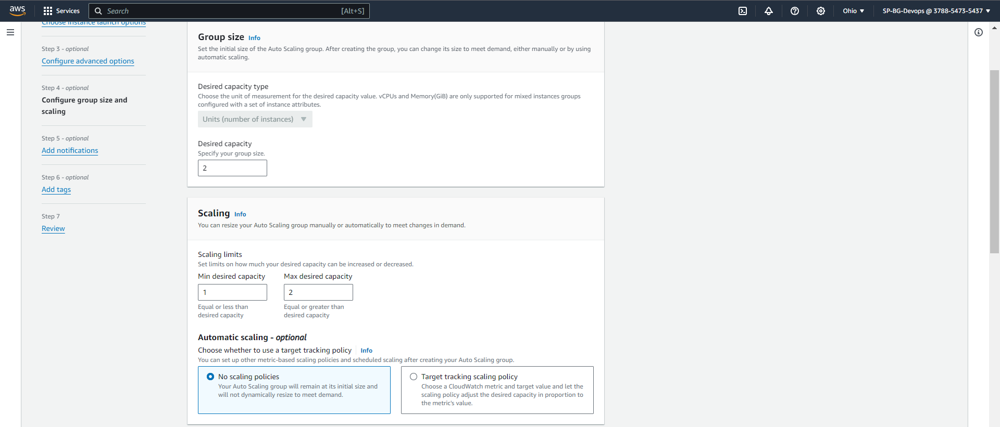 aws
Services
Search
[Alt+S]
Ohio
SP-BG-Devops @ 3788-5473-5437
Choose instance launch options
Step 3 - optional
Configure advanced options
Step 4 - optional
Configure group size and
scaling
Step 5 - optional
Add notifications
Step 6 - optional
Add tags
Step 7
Review
Group size Info
Set the initial size of the Auto Scaling group. After creating the group, you can change its size to meet demand, either manually or by using
automatic scaling.
Desired capacity type
Choose the unit of measurement for the desired capacity value. vCPUs and Memory(GiB) are only supported for mixed instances groups
configured with a set of instance attributes.
Units (number of instances)
Desired capacity
Specify your group size.
2
Scaling Info
You can resize your Auto Scaling group manually or automatically to meet changes in demand.
Scaling limits
Set limits on how much your desired capacity can be increased or decreased.
Min desired capacity
1
Equal or less than
desired capacity
Max desired capacity
2
Equal or greater than
desired capacity
Automatic scaling - optional
Choose whether to use a target tracking policy Info
You can set up other metric-based scaling policies and scheduled scaling after creating your Auto Scaling group.
No scaling policies
Your Auto Scaling group will remain at its initial size and
will not dynamically resize to meet demand.
Target tracking scaling policy
Choose a CloudWatch metric and target value and let the
scaling policy adjust the desired capacity in proportion to
the metric's value.